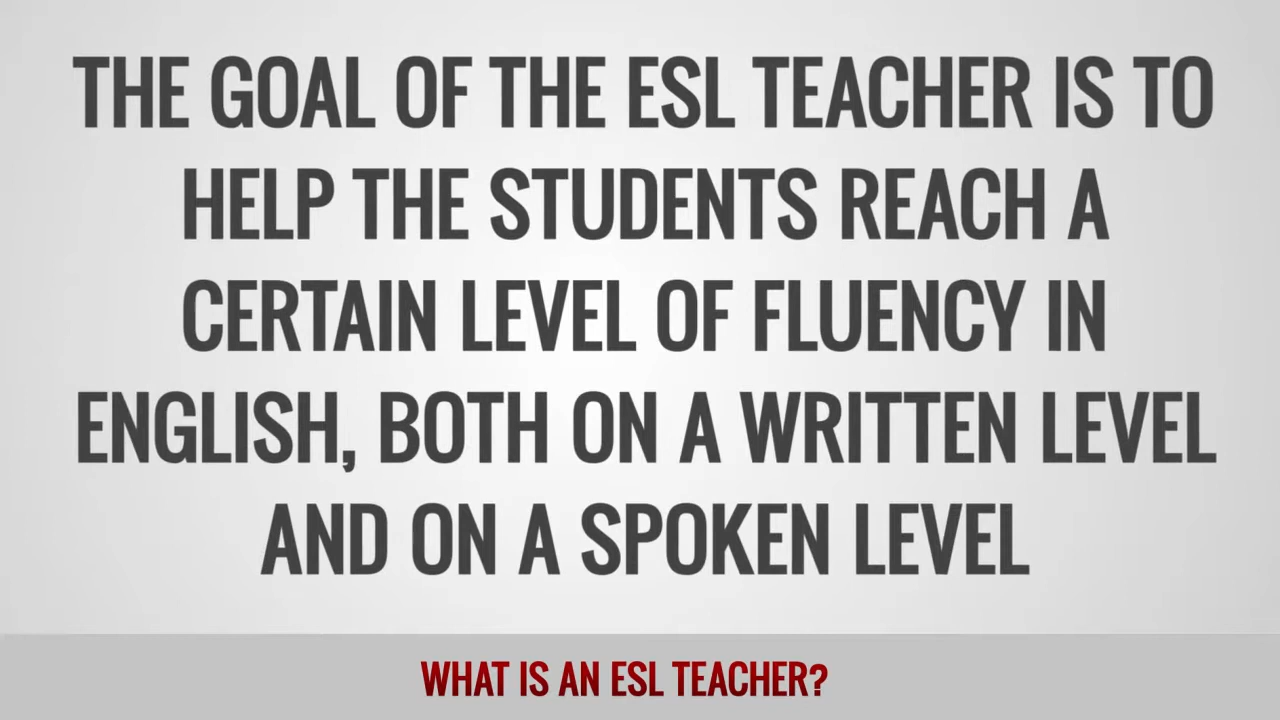 THE GOAL OF THE ESL TEACHER IS TO
HELP THE STUDENTS REACH A
CERTAIN LEVEL OF FLUENCY IN
ENGLISH, BOTH ON A WRITTEN LEVEL
AND ON A SPOKEN LEVEL
WHAT IS AN ESL TEACHER?